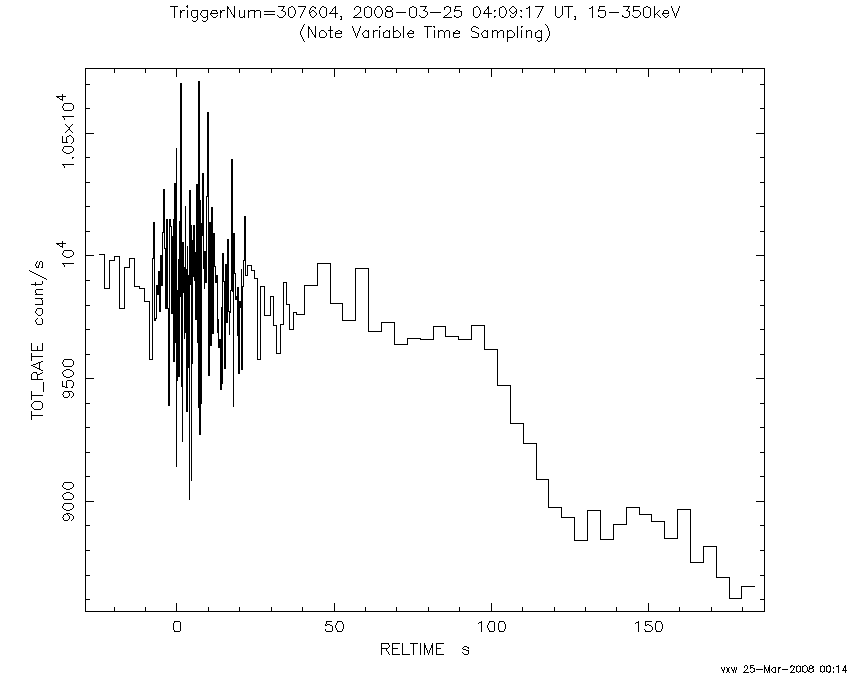 TriggerNum=307604, 2008-03-25 04:09:17 UT, 15-350keV
(Note Variable Time Sampling)
1.05×10⁴
10⁴
9500
9000
TOT_RATE count/s
0 50 100 150
RELTIME s
vxw 25-Mar-2008 00:14